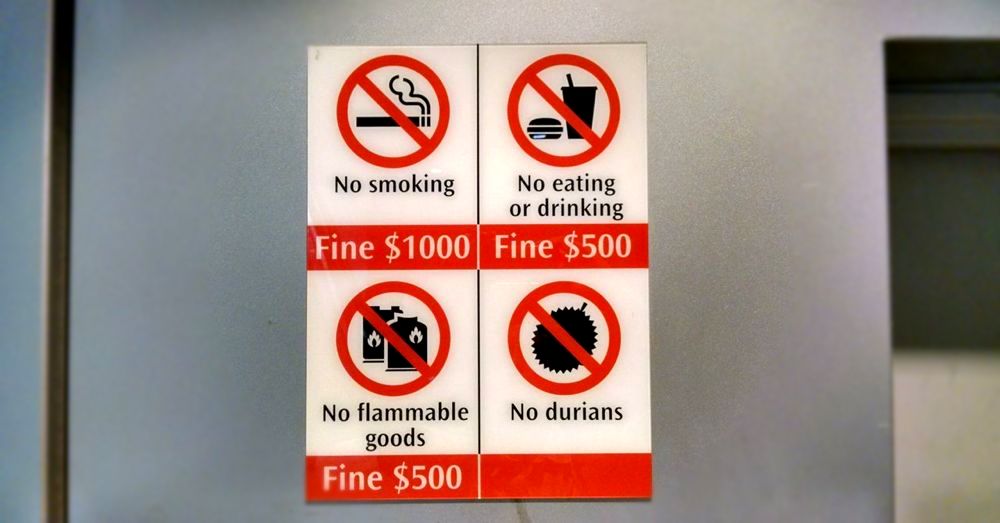 No smoking
Fine $1000
No eating
or drinking
Fine $500
No flammable
goods
Fine $500
No durians